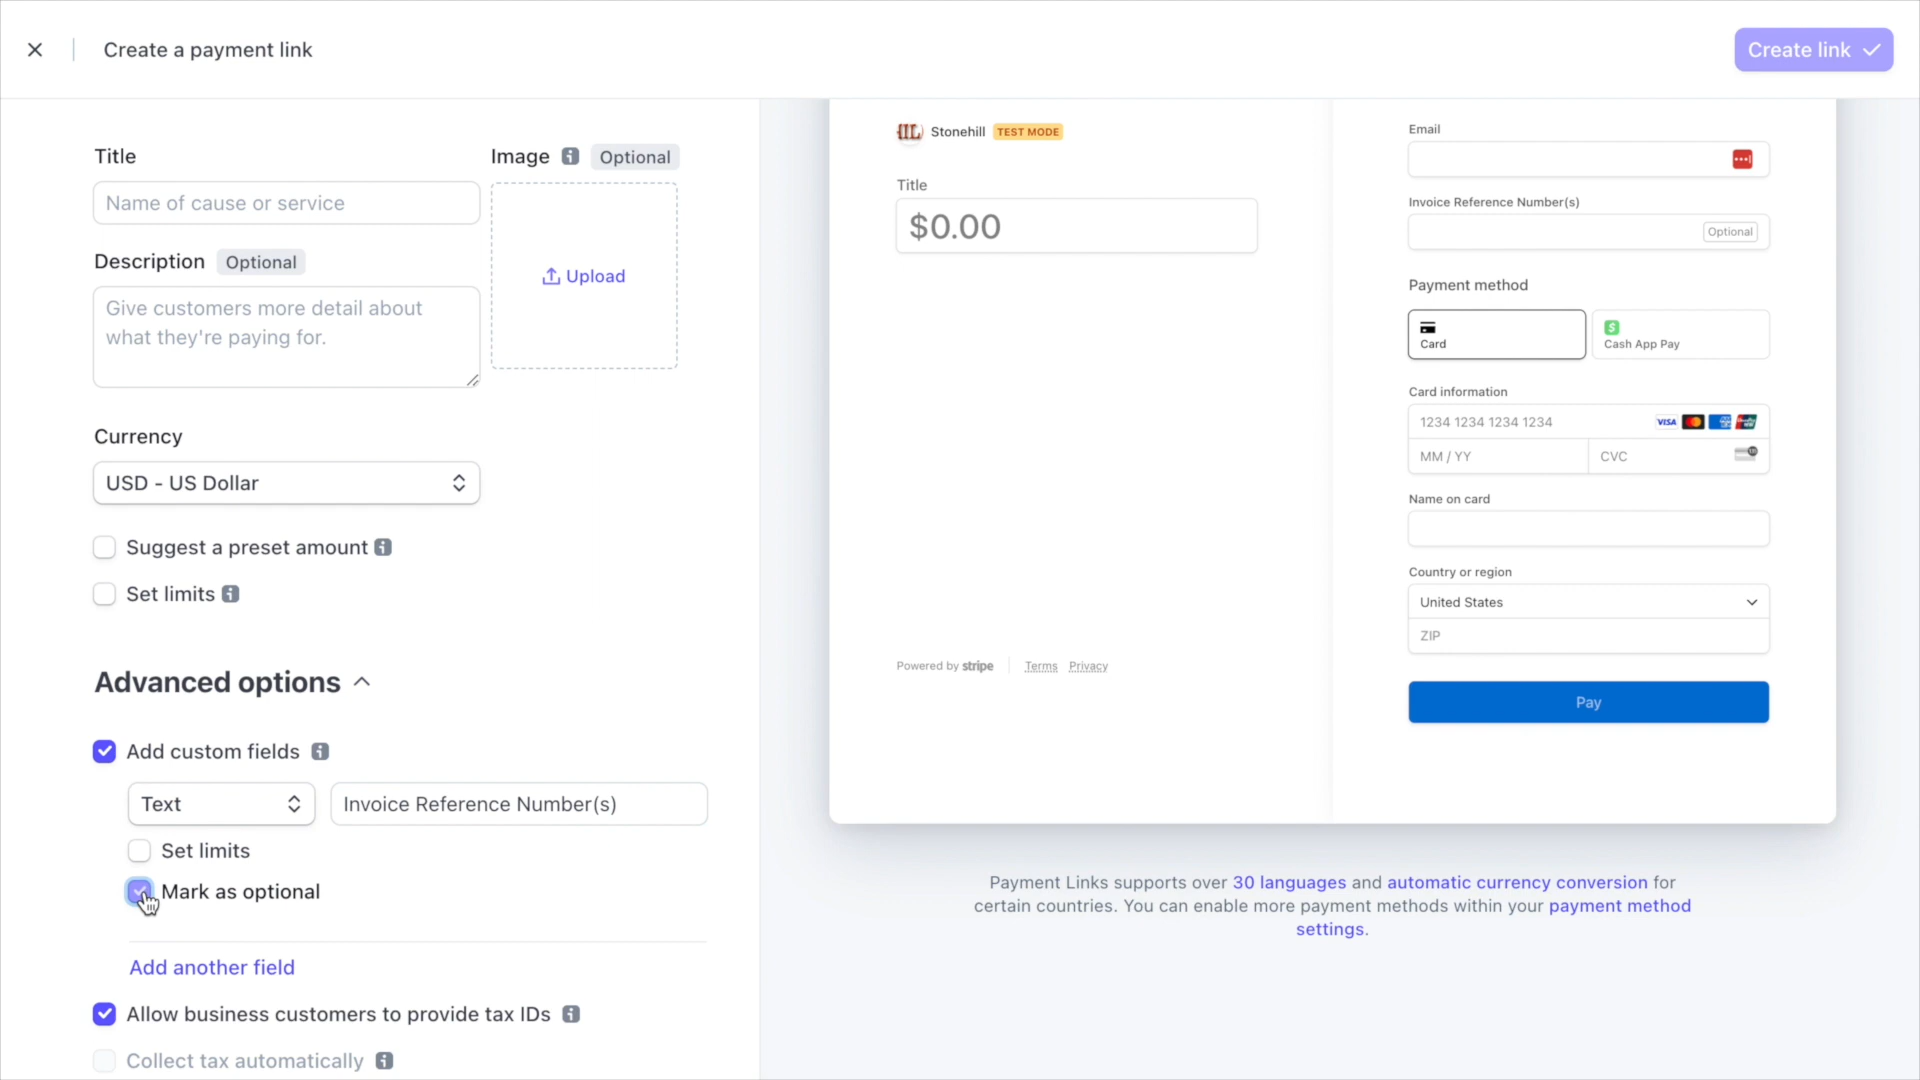 Create a payment link
Create link
Title
Image
Optional
Name of cause or service
Upload
Description
Optional
Give customers more detail about
what they're paying for.
Currency
USD - US Dollar
Suggest a preset amount
Set limits
Advanced options
Add custom fields
Text
Invoice Reference Number(s)
Set limits
Mark as optional
Add another field
Allow business customers to provide tax IDs
Collect tax automatically
Stonehill
TEST MODE
Title
$0.00
Powered by stripe
Terms
Privacy
Email
Invoice Reference Number(s)
Optional
Payment method
Card
Cash App Pay
Card information
1234 1234 1234 1234
VISA
MM / YY
CVC
Name on card
Country or region
United States
ZIP
Pay
Payment Links supports over 30 languages and automatic currency conversion for
certain countries. You can enable more payment methods within your payment method
settings.